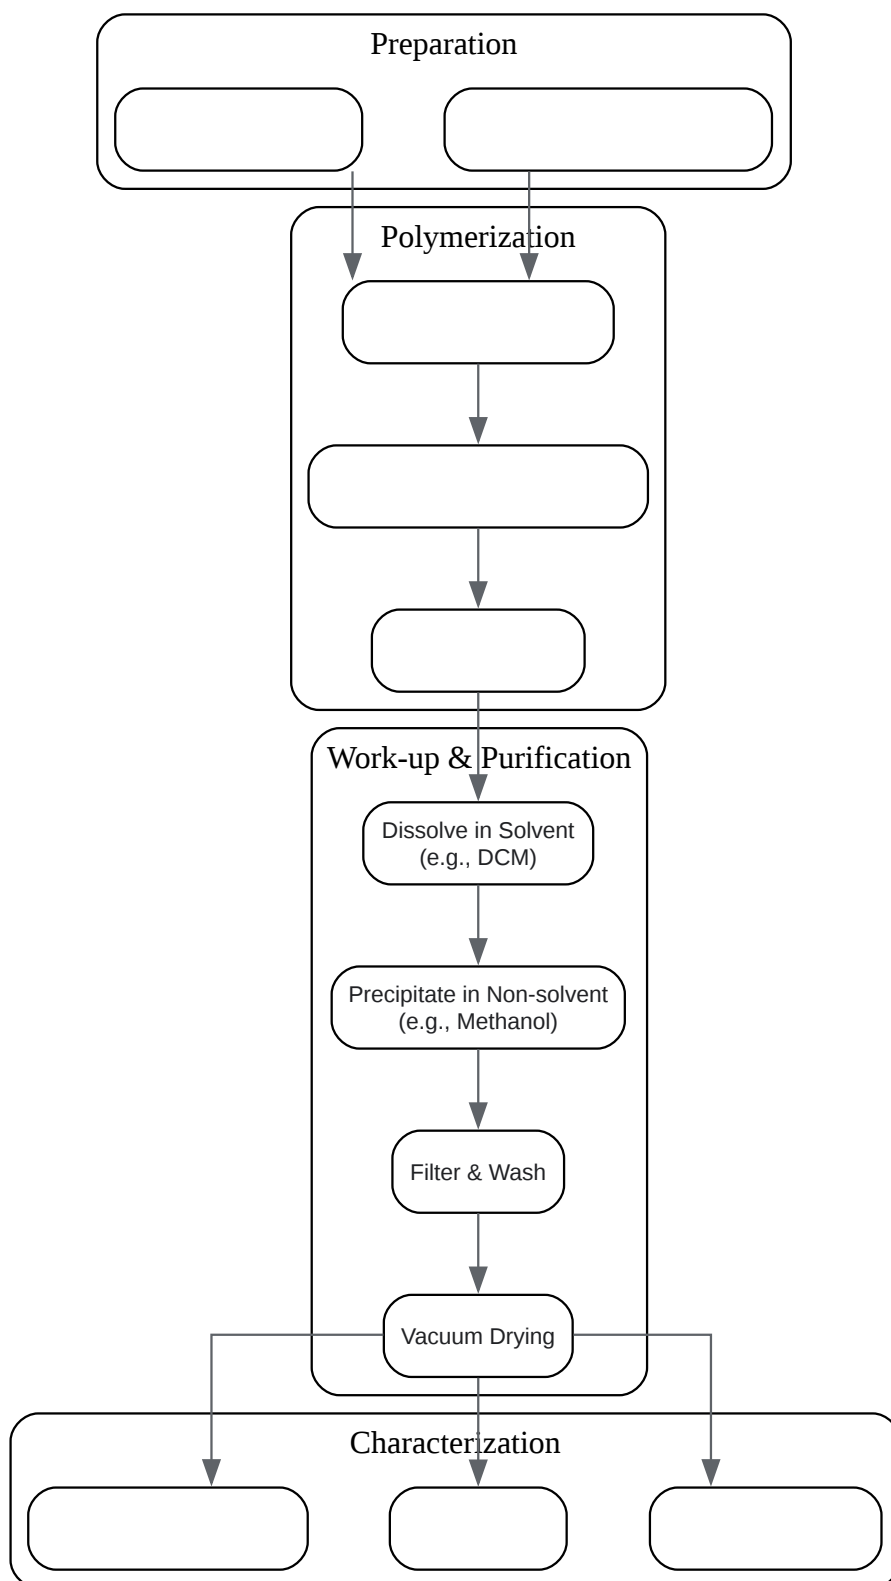 Preparation
Polymerization
Work-up & Purification
Dissolve in Solvent
(e.g., DCM)
Precipitate in Non-solvent
(e.g., Methanol)
Filter & Wash
Vacuum Drying
Characterization